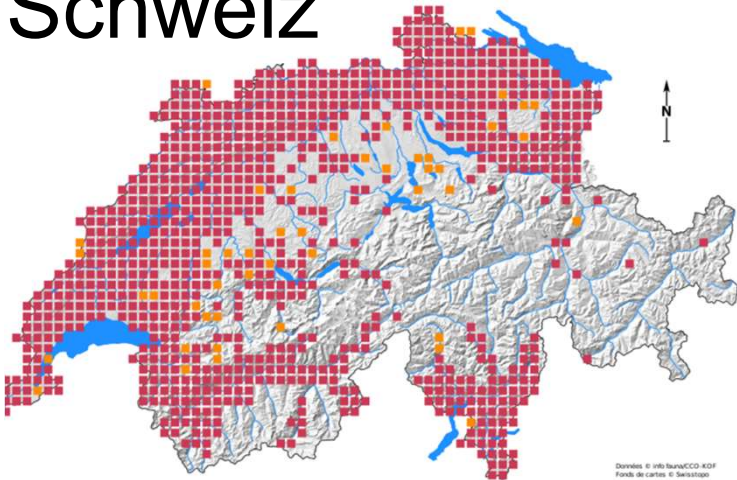 Schweiz
N
Données © info fauna/CCO-KOF
Fonds de cartes © Swisstopo